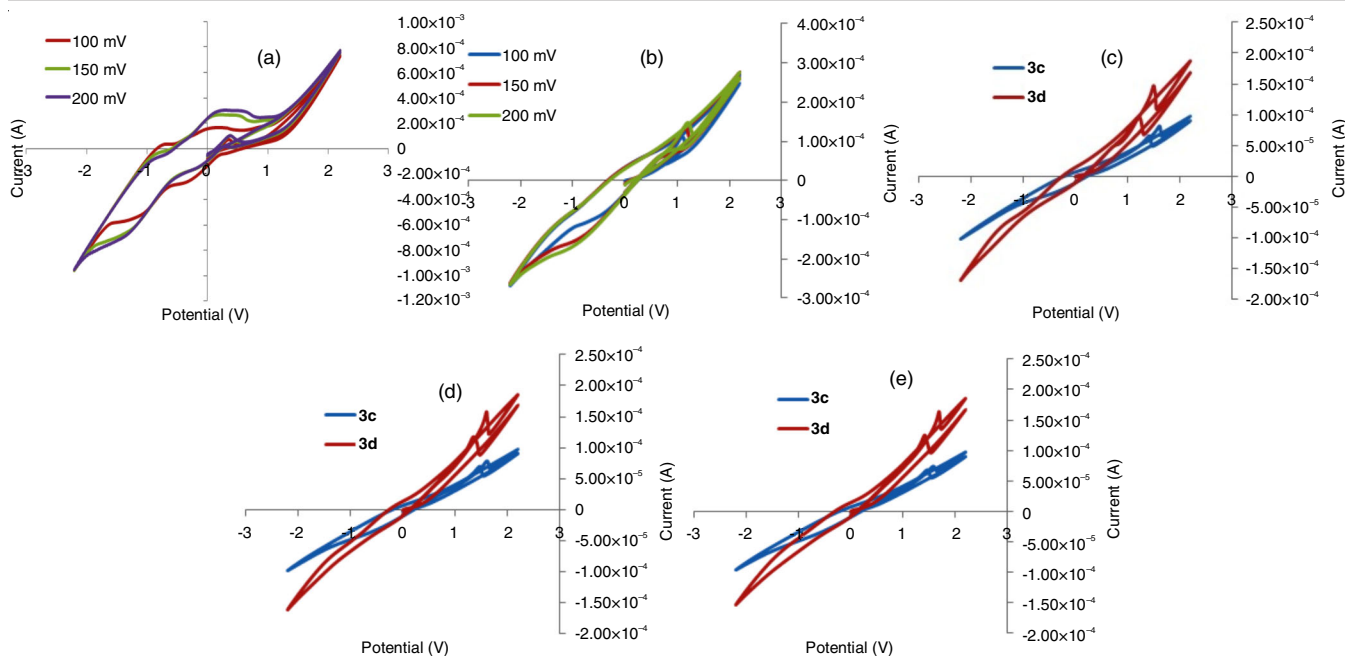 (a)
100 mV
150 mV
200 mV
1.00×10⁻³
8.00×10⁻⁴
6.00×10⁻⁴
4.00×10⁻⁴
2.00×10⁻⁴
0
-2.00×10⁻⁴
-4.00×10⁻⁴
-6.00×10⁻⁴
-8.00×10⁻⁴
-1.00×10⁻³
-1.20×10⁻³
-3 -2 -1 0 1 2 3
Current (A)
Potential (V)
(b)
100 mV
150 mV
200 mV
4.00×10⁻⁴
3.00×10⁻⁴
2.00×10⁻⁴
1.00×10⁻⁴
0
-1.00×10⁻⁴
-2.00×10⁻⁴
-3.00×10⁻⁴
-3 -2 -1 0 1 2 3
Current (A)
Potential (V)
(c)
3c
3d
2.50×10⁻⁴
2.00×10⁻⁴
1.50×10⁻⁴
1.00×10⁻⁴
5.00×10⁻⁵
0
-5.00×10⁻⁵
-1.00×10⁻⁴
-1.50×10⁻⁴
-2.00×10⁻⁴
-3 -2 -1 0 1 2 3
Current (A)
Current (A)
Potential (V)
(d)
3c
3d
2.50×10⁻⁴
2.00×10⁻⁴
1.50×10⁻⁴
1.00×10⁻⁴
5.00×10⁻⁵
0
-5.00×10⁻⁵
-1.00×10⁻⁴
-1.50×10⁻⁴
-2.00×10⁻⁴
-3 -2 -1 0 1 2 3
Current (A)
Potential (V)
(e)
3c
3d
2.50×10⁻⁴
2.00×10⁻⁴
1.50×10⁻⁴
1.00×10⁻⁴
5.00×10⁻⁵
0
-5.00×10⁻⁵
-1.00×10⁻⁴
-1.50×10⁻⁴
-2.00×10⁻⁴
-3 -2 -1 0 1 2 3
Current (A)
Potential (V)